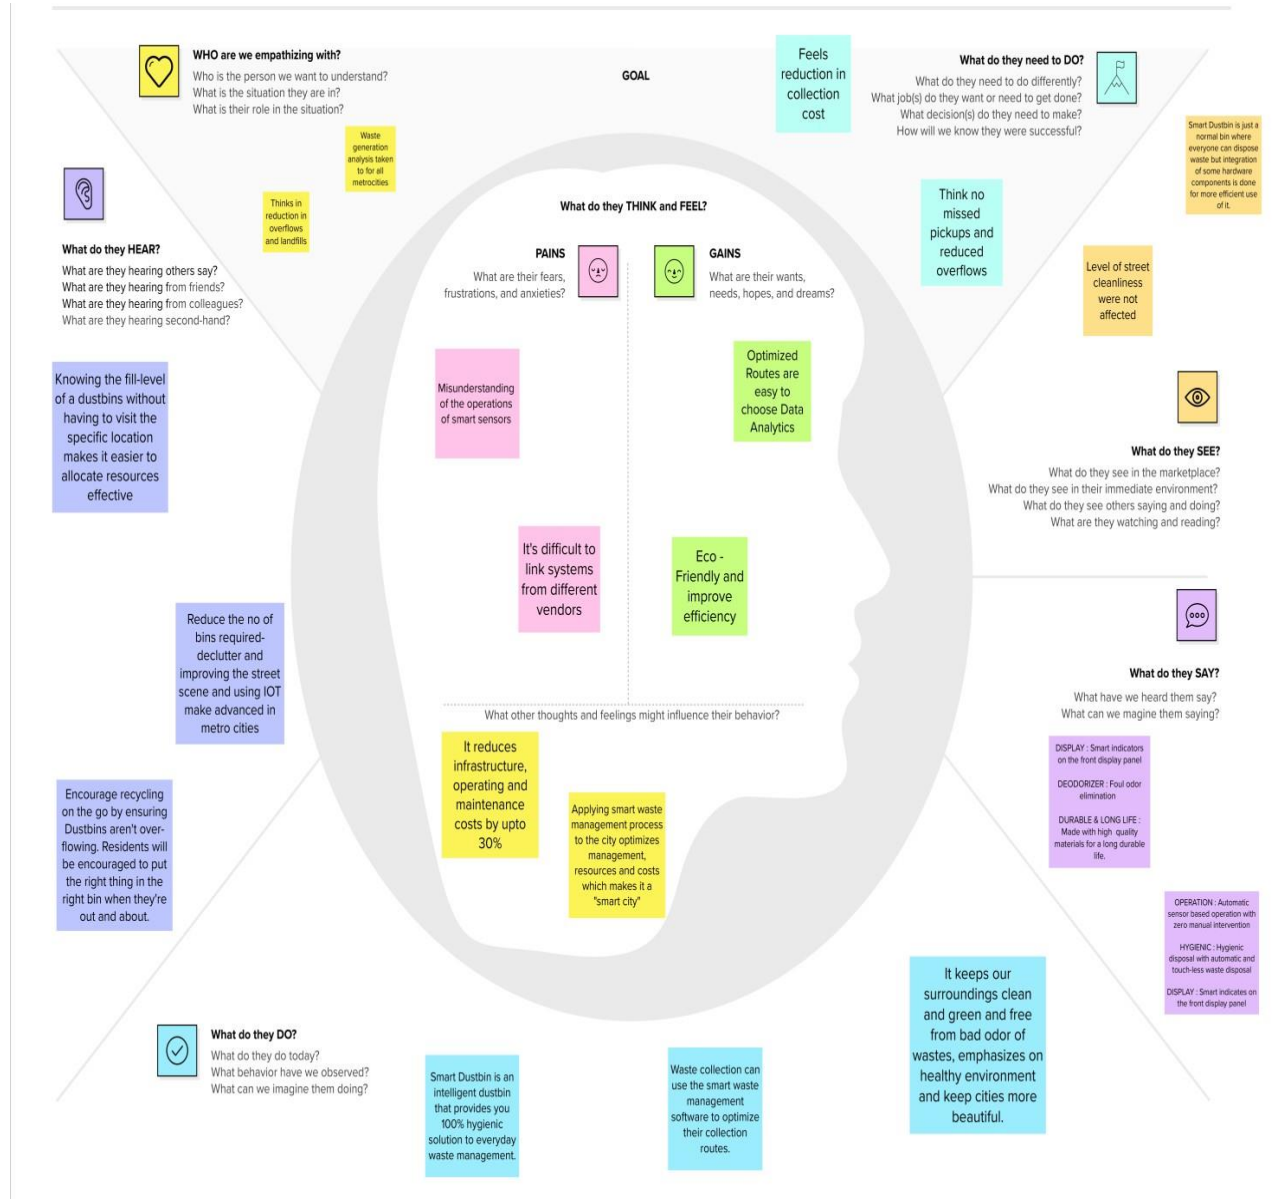 WHO are we empathizing with?
Who is the person we want to understand?
What is the situation they are in?
What is their role in the situation?
Waste
generation
analysis taken
to for all
metrocities
Thinks in
reduction in
overflows
and landfills
GOAL
Feels
reduction in
collection
cost
What do they need to DO?
What do they need to do differently?
What job(s) do they want or need to get done?
What decision(s) do they need to make?
How will we know they were successful?
Think no
missed
pickups and
reduced
overflows
Smart Dustbin is just a
normal bin where
everyone can dispose
waste but integration
of some hardware
components is done
for more efficient use
of it.
Level of street
cleanliness
were not
affected
What do they SEE?
What do they see in the marketplace?
What do they see in their immediate environment?
What do they see others saying and doing?
What are they watching and reading?
What do they HEAR?
What are they hearing others say?
What are they hearing from friends?
What are they hearing from colleagues?
What are they hearing second-hand?
Knowing the fill-level
of a dustbins without
having to visit the
specific location
makes it easier to
allocate resources
effective
Reduce the no of
bins required-
declutter and
improving the street
scene and using IOT
make advanced in
metro cities
Encourage recycling
on the go by ensuring
Dustbins aren't over-
flowing. Residents will
be encouraged to put
the right thing in the
right bin when they're
out and about.
What do they THINK and FEEL?
PAINS
What are their fears,
frustrations, and anxieties?
GAINS
What are their wants,
needs, hopes, and dreams?
Misunderstanding
of the operations
of smart sensors
It's difficult to
link systems
from different
vendors
Optimized
Routes are
easy to
choose Data
Analytics
Eco -
Friendly and
improve
efficiency
What other thoughts and feelings might influence their behavior?
It reduces
infrastructure,
operating and
maintenance
costs by upto
30%
Applying smart waste
management process
to the city optimizes
management,
resources and costs
which makes it a
"smart city"
What do they SAY?
What have we heard them say?
What can we magine them saying?
DISPLAY : Smart indicators
on the front display panel
DEODORIZER : Foul odor
elimination
DURABLE & LONG LIFE :
Made with high quality
materials for a long durable
life.
OPERATION : Automatic
sensor based operation with
zero manual intervention
HYGIENIC : Hygienic
disposal with automatic and
touch-less waste disposal
DISPLAY : Smart indicates on
the front display panel
What do they DO?
What do they do today?
What behavior have we observed?
What can we imagine them doing?
Smart Dustbin is an
intelligent dustbin
that provides you
100% hygienic
solution to everyday
waste management.
Waste collection can
use the smart waste
management
software to optimize
their collection
routes.
It keeps our
surroundings clean
and green and free
from bad odor of
wastes, emphasizes on
healthy environment
and keep cities more
beautiful.